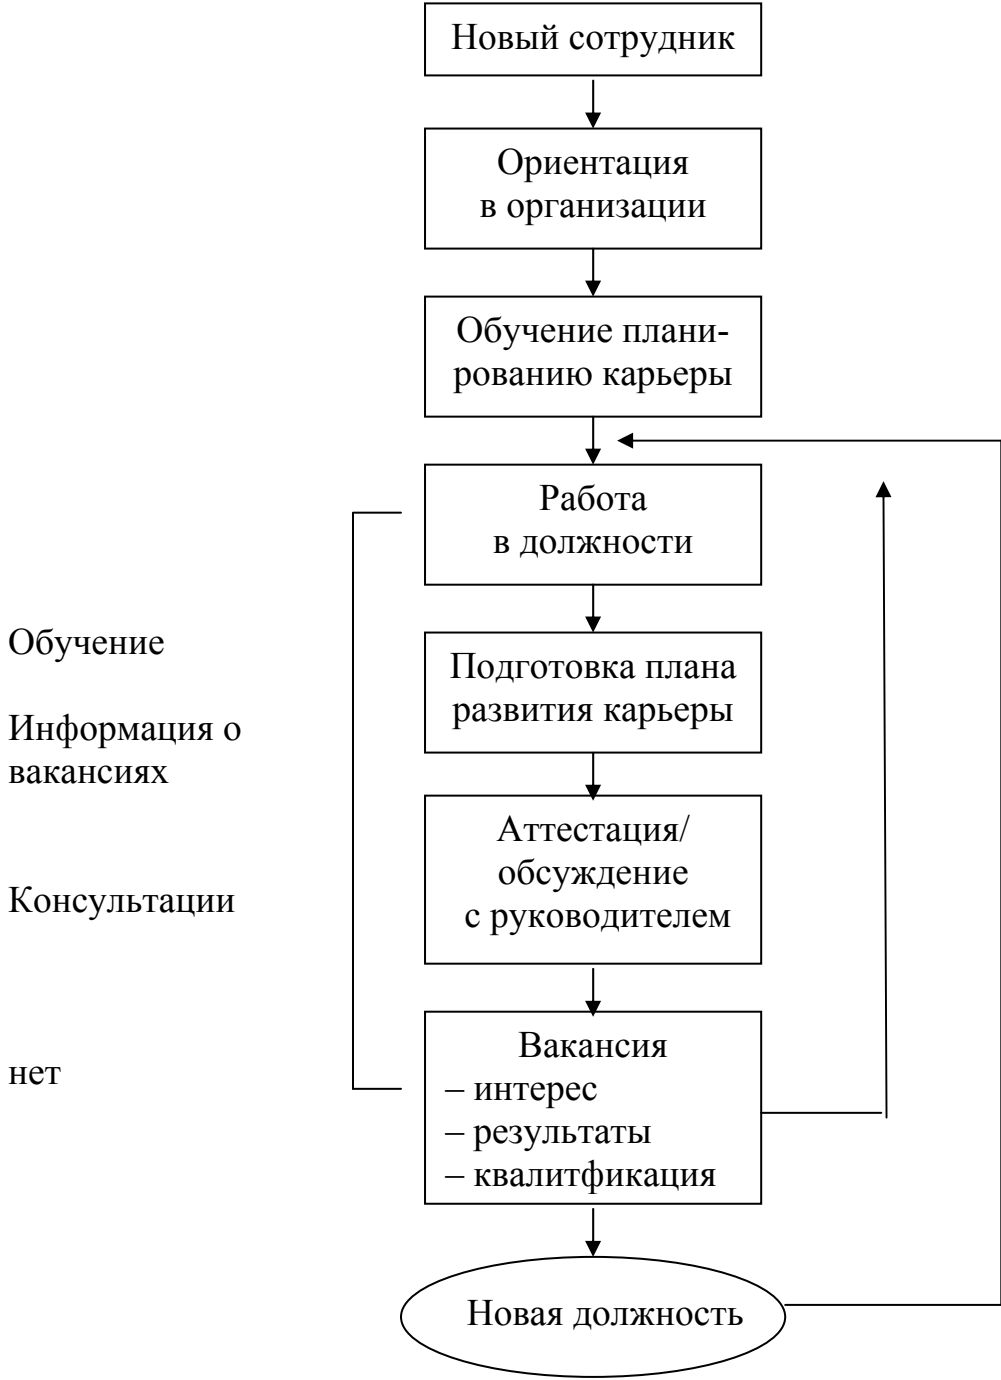 Новый сотрудник
Ориентация
в организации
Обучение плани-
рованию карьеры
Работа
в должности
Обучение
Подготовка плана
развития карьеры
Информация о
вакансиях
Аттестация/
обсуждение
с руководителем
Консультации
Вакансия
– интерес
– результаты
– квалитфикация
нет
Новая должность